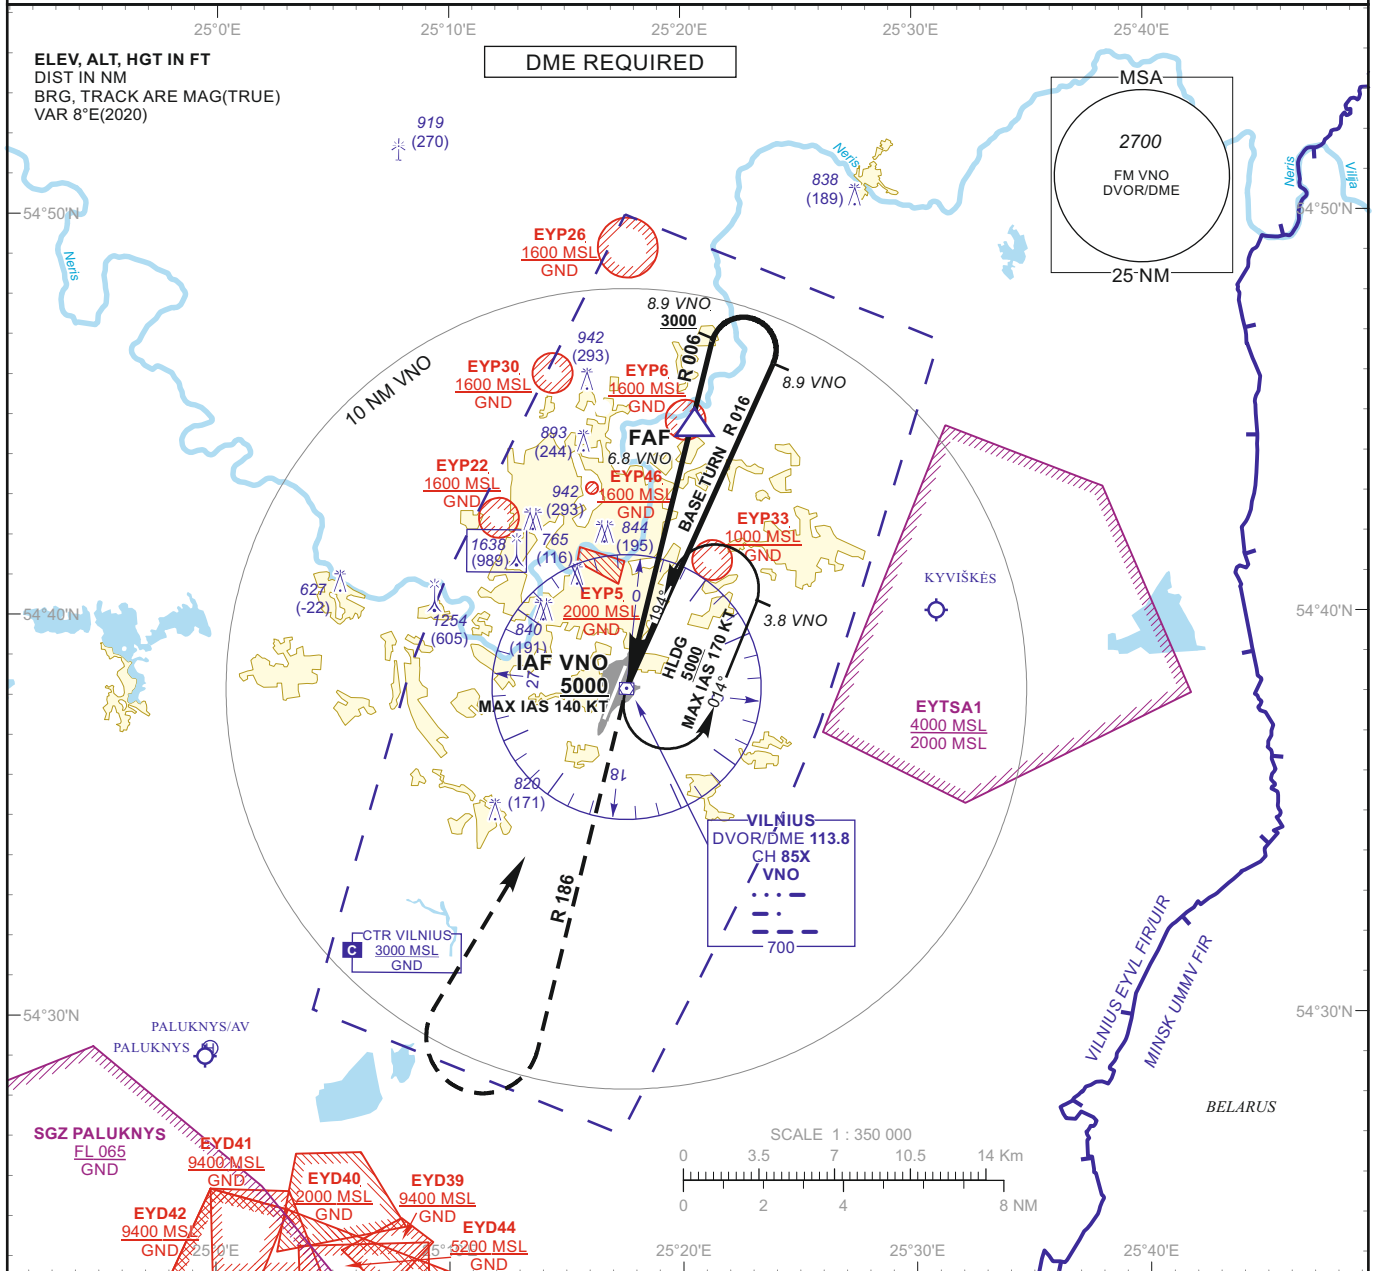 25°0'E
25°10'E
25°20'E
25°30'E
25°40'E
ELEV, ALT, HGT IN FT
DIST IN NM
BRG, TRACK ARE MAG(TRUE)
VAR 8°E(2020)
DME REQUIRED
MSA
2700
FM VNO
DVOR/DME
25 NM
919
(270)
Neris
838
(189)
Neris
Vilija
54°50'N
54°50'N
Neris
EYP26
1600 MSL
GND
8.9 VNO
3000
R 006
8.9 VNO
942
(293)
EYP30
1600 MSL
GND
EYP6
1600 MSL
GND
10 NM VNO
BASE TURN R 016
FAF
6.8 VNO
893
(244)
EYP22
1600 MSL
GND
EYP46
1600 MSL
GND
942
(293)
EYP33
1000 MSL
GND
844
(195)
765
(116)
1638
(989)
EYP5
2000 MSL
GND
0
194°
627
(-22)
1254
(605)
840
(191)
KYVIŠKĖS
54°40'N
54°40'N
3.8 VNO
HLDG
5000
MAX IAS 170 KT
014°
IAF VNO
5000
MAX IAS 140 KT
27
18
EYTSA1
4000 MSL
2000 MSL
820
(171)
VILNIUS
DVOR/DME 113.8
CH 85X
VNO
700
R 186
C
CTR VILNIUS
3000 MSL
GND
VILNIUS EYVL FIR/UIR
MINSK UMMV FIR
54°30'N
54°30'N
PALUKNYS/AV
PALUKNYS
BELARUS
SGZ PALUKNYS
FL 065
GND
EYD41
9400 MSL
GND
EYD40
2000 MSL
GND
EYD39
9400 MSL
GND
EYD42
9400 MSL
GND
EYD44
5200 MSL
GND
SCALE 1 : 350 000
0 3.5 7 10.5 14 Km
0 2 4 8 NM
25°0'E
25°10'E
25°20'E
25°30'E
25°40'E